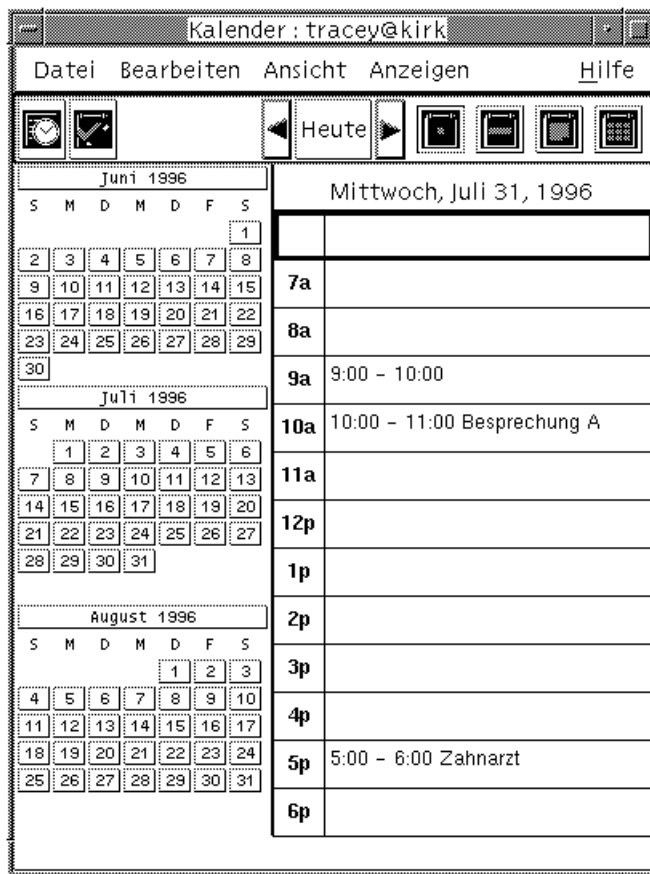 Kalender : tracey@kirk
Datei Bearbeiten Ansicht Anzeigen Hilfe
Heute
Juni 1996
S M D M D F S
1
2 3 4 5 6 7 8
9 10 11 12 13 14 15
16 17 18 19 20 21 22
23 24 25 26 27 28 29
30
Juli 1996
S M D M D F S
1 2 3 4 5 6
7 8 9 10 11 12 13
14 15 16 17 18 19 20
21 22 23 24 25 26 27
28 29 30 31
August 1996
S M D M D F S
1 2 3
4 5 6 7 8 9 10
11 12 13 14 15 16 17
18 19 20 21 22 23 24
25 26 27 28 29 30 31
Mittwoch, Juli 31, 1996
7a
8a
9a 9:00 – 10:00
10a 10:00 – 11:00 Besprechung A
11a
12p
1p
2p
3p
4p
5p 5:00 – 6:00 Zahnarzt
6p